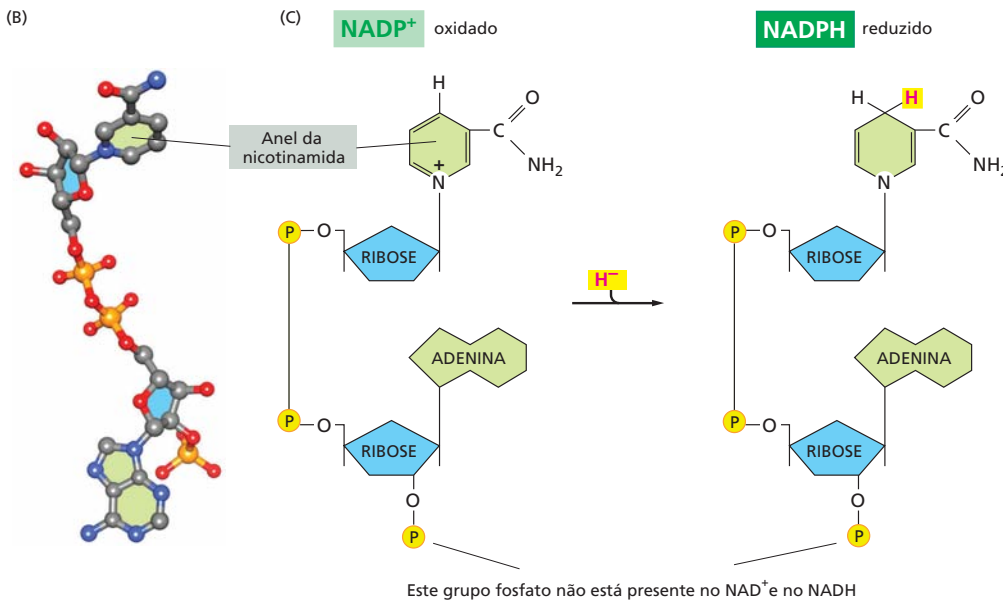 (B)
(C)
NADP+ oxidado
NADPH reduzido
Anel da
nicotinamida
H
O
C
NH2
+
N
H
H
O
C
NH2
N
P
O
RIBOSE
P
O
RIBOSE
H−
ADENINA
ADENINA
P
O
RIBOSE
P
O
RIBOSE
O
O
P
P
Este grupo fosfato não está presente no NAD+e no NADH